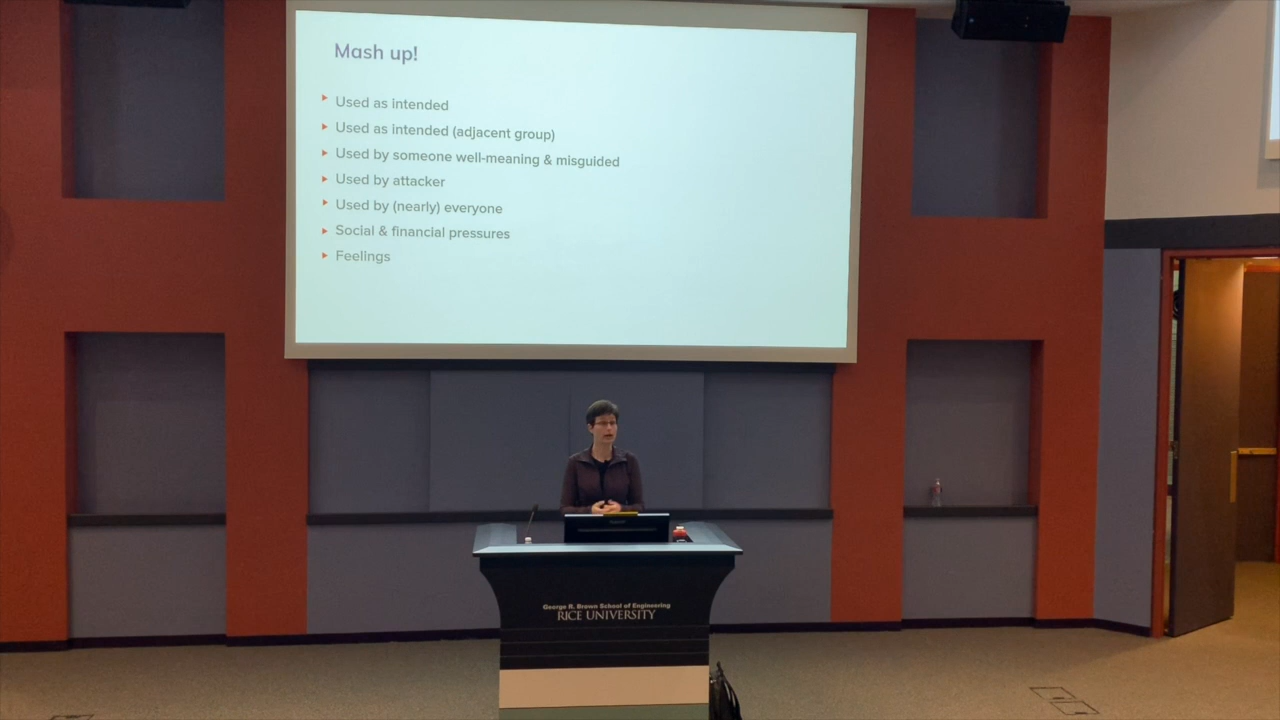 Mash up!
Used as intended
Used as intended (adjacent group)
Used by someone well-meaning & misguided
Used by attacker
Used by (nearly) everyone
Social & financial pressures
Feelings
George R. Brown School of Engineering
RICE UNIVERSITY